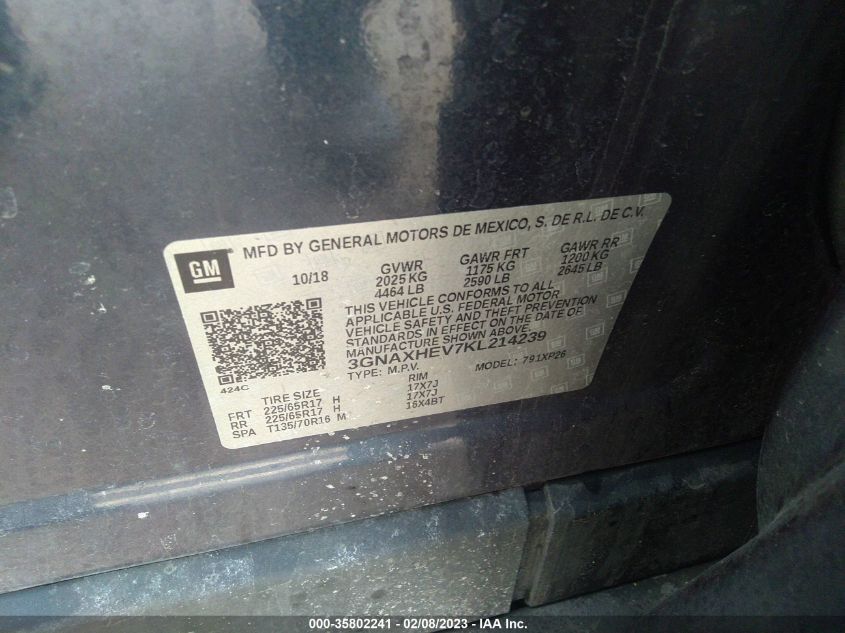 MFD BY GENERAL MOTORS DE MEXICO, S. DE R.L. DE C.V.
GM
10/18 GVWR GAWR FRT GAWR RR
2025 KG 1175 KG 1200 KG
4464 LB 2590 LB 2645 LB
THIS VEHICLE CONFORMS TO ALL
APPLICABLE U.S. FEDERAL MOTOR
VEHICLE SAFETY AND THEFT PREVENTION
STANDARDS IN EFFECT ON THE DATE OF
MANUFACTURE SHOWN ABOVE.
3GNAXHEV7KL214239
TYPE: M.P.V. MODEL: 791XP26
424C
TIRE SIZE RIM
FRT 225/65R17 H 17X7J
RR 225/65R17 H 17X7J
SPA T135/70R16 M 16X4BT
000-35802241 - 02/08/2023 - IAA Inc.